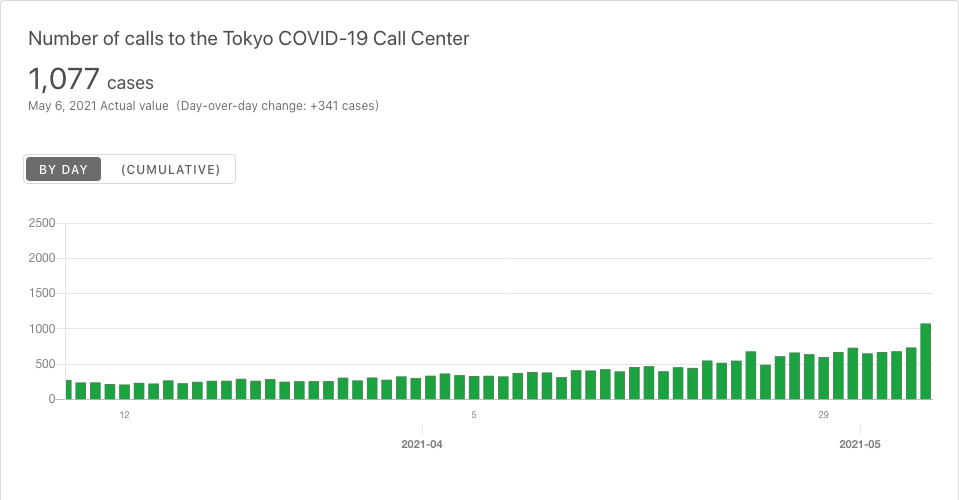 Number of calls to the Tokyo COVID-19 Call Center
1,077 cases
May 6, 2021 Actual value (Day-over-day change: +341 cases)
BY DAY (CUMULATIVE)
2500
2000
1500
1000
500
0
12 5 29
2021-04 2021-05